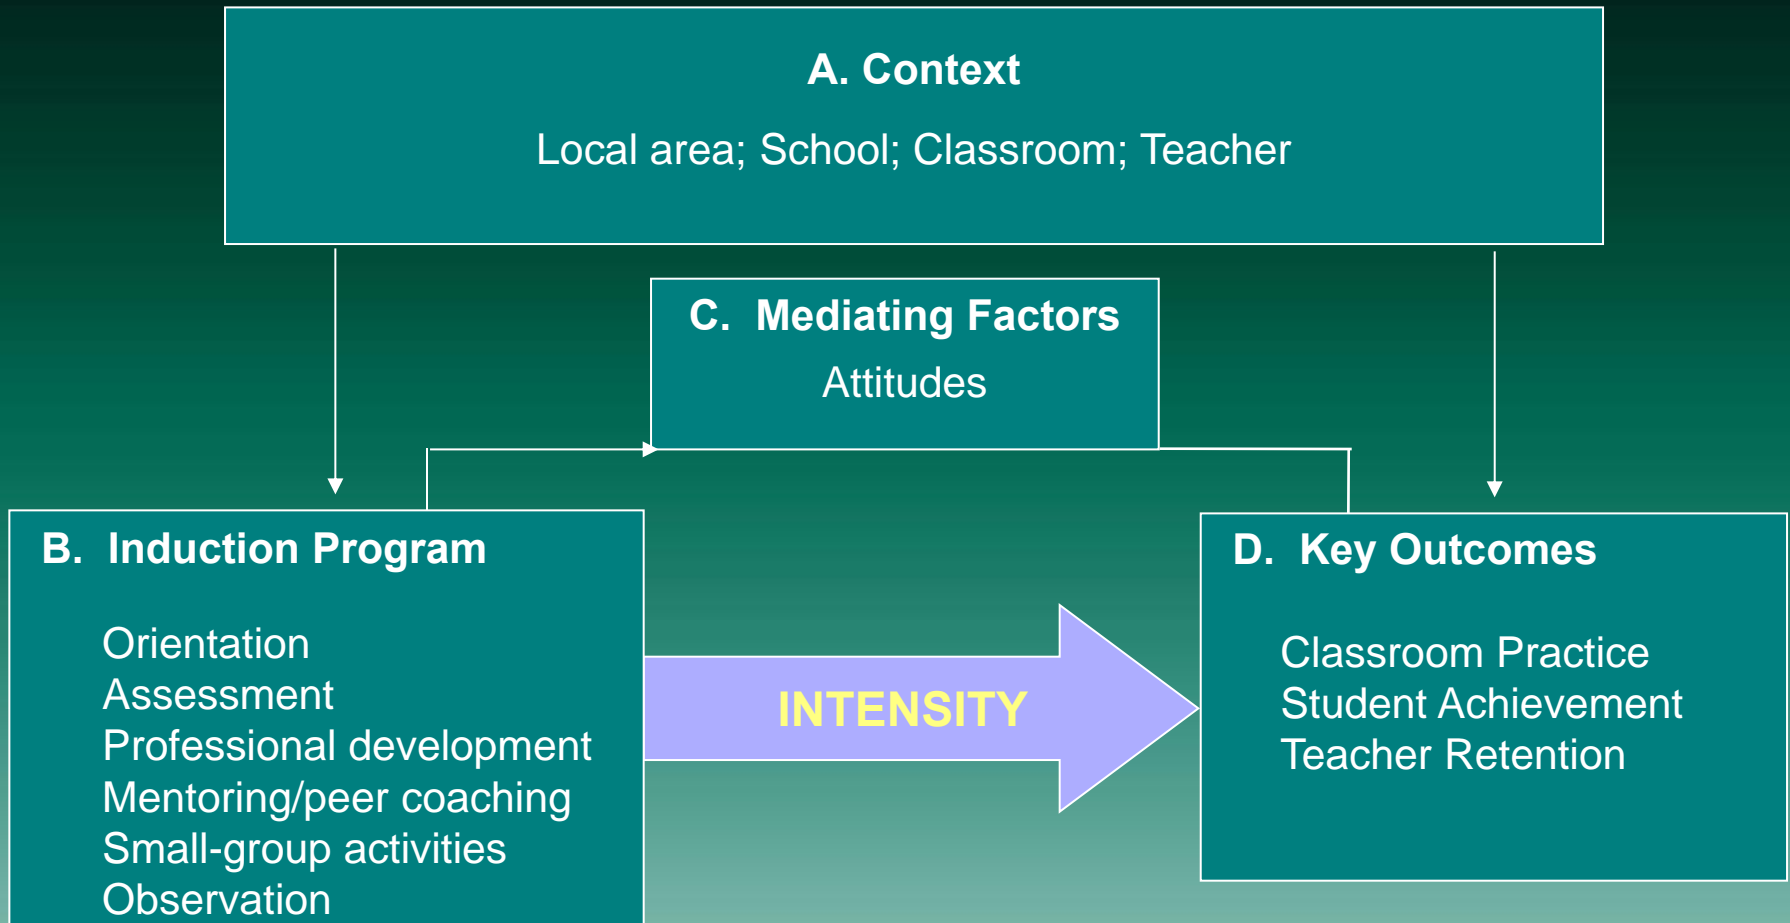 A. Context
Local area; School; Classroom; Teacher
C. Mediating Factors
Attitudes
B. Induction Program
Orientation
Assessment
Professional development
Mentoring/peer coaching
Small-group activities
Observation
INTENSITY
D. Key Outcomes
Classroom Practice
Student Achievement
Teacher Retention